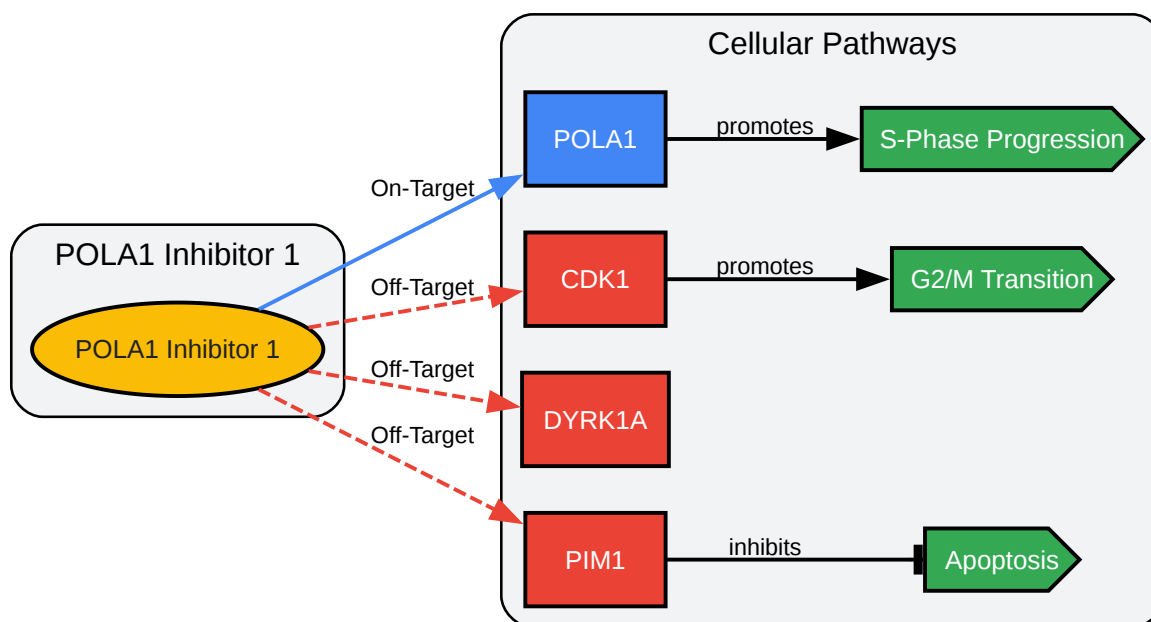 Cellular Pathways
POLA1
promotes
S-Phase Progression
On-Target
POLA1 Inhibitor 1
POLA1 Inhibitor 1
Off-Target
CDK1
promotes
G2/M Transition
Off-Target
DYRK1A
Off-Target
PIM1
inhibits
Apoptosis